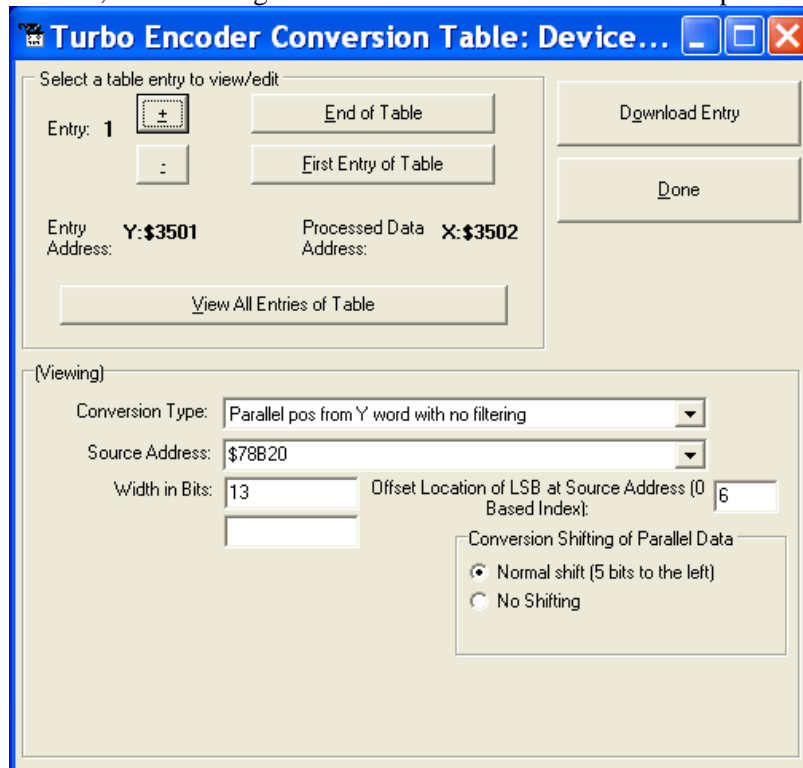 Turbo Encoder Conversion Table: Device...
Select a table entry to view/edit
Entry: 1
+
End of Table
Download Entry
-
First Entry of Table
Done
Entry Address: Y:$3501
Processed Data Address: X:$3502
View All Entries of Table
(Viewing)
Conversion Type: Parallel pos from Y word with no filtering
Source Address: $78B20
Width in Bits: 13
Offset Location of LSB at Source Address (0 Based Index): 6
Conversion Shifting of Parallel Data
Normal shift (5 bits to the left)
No Shifting